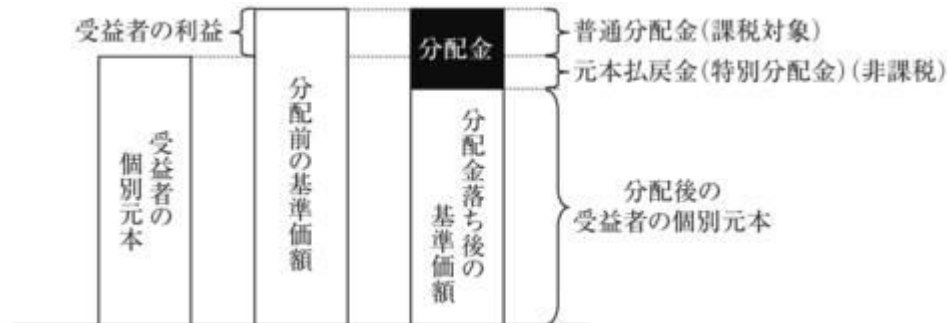 受益者の利益
分配金
普通分配金(課税対象)
元本払戻金(特別分配金)(非課税)
受益者の
個別元本
分配前の基準価額
分配金落ち後の
基準価額
分配後の
受益者の個別元本